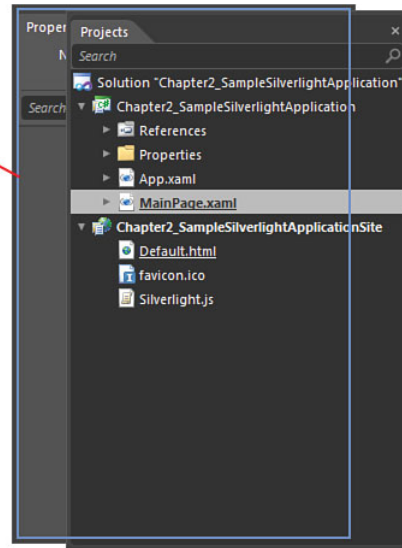 Proper
Projects
N
Search
Search
Solution "Chapter2_SampleSilverlightApplication"
Chapter2_SampleSilverlightApplication
References
Properties
App.xaml
MainPage.xaml
Chapter2_SampleSilverlightApplicationSite
Default.html
favicon.ico
Silverlight.js